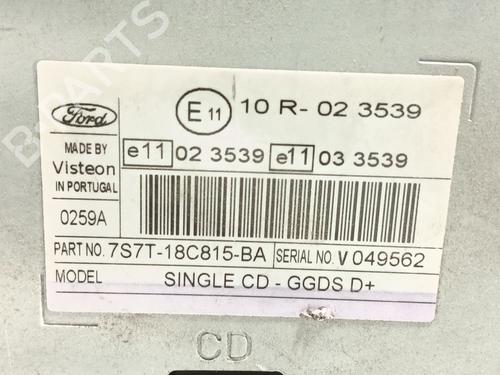 Ford
E 11
10 R- 02 3539
MADE BY
Visteon
IN PORTUGAL
e11 02 3539 e11 03 3539
0259A
PART NO. 7S7T-18C815-BA SERIAL NO. V 049562
MODEL SINGLE CD - GGDS D+
CD